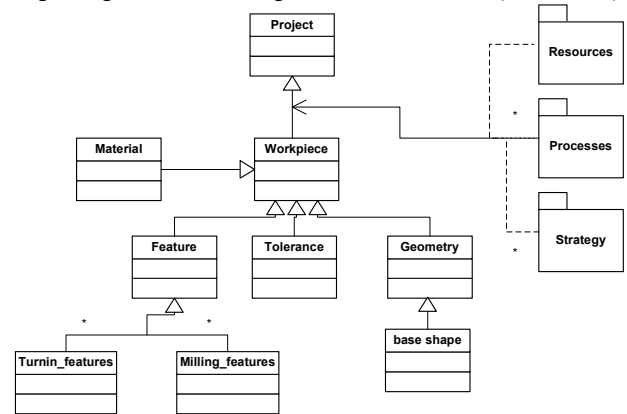 Project
Resources
*
Material
Workpiece
Processes
Feature
Tolerance
Geometry
Strategy
*
*
*
base shape
Turnin_features
Milling_features